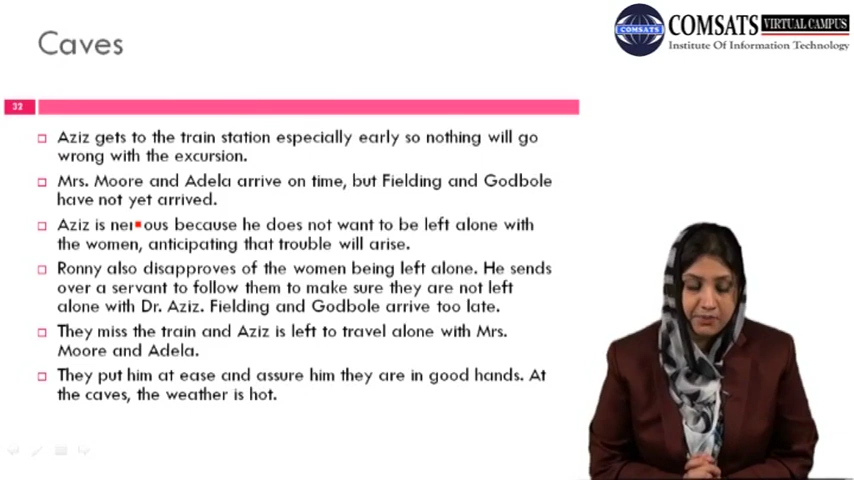 Caves
COMSATS VIRTUAL CAMPUS
COMSATS
Institute Of Information Technology
32
Aziz gets to the train station especially early so nothing will go
wrong with the excursion.
Mrs. Moore and Adela arrive on time, but Fielding and Godbole
have not yet arrived.
Aziz is nervous because he does not want to be left alone with
the women, anticipating that trouble will arise.
Ronny also disapproves of the women being left alone. He sends
over a servant to follow them to make sure they are not left
alone with Dr. Aziz. Fielding and Godbole arrive too late.
They miss the train and Aziz is left to travel alone with Mrs.
Moore and Adela.
They put him at ease and assure him they are in good hands. At
the caves, the weather is hot.